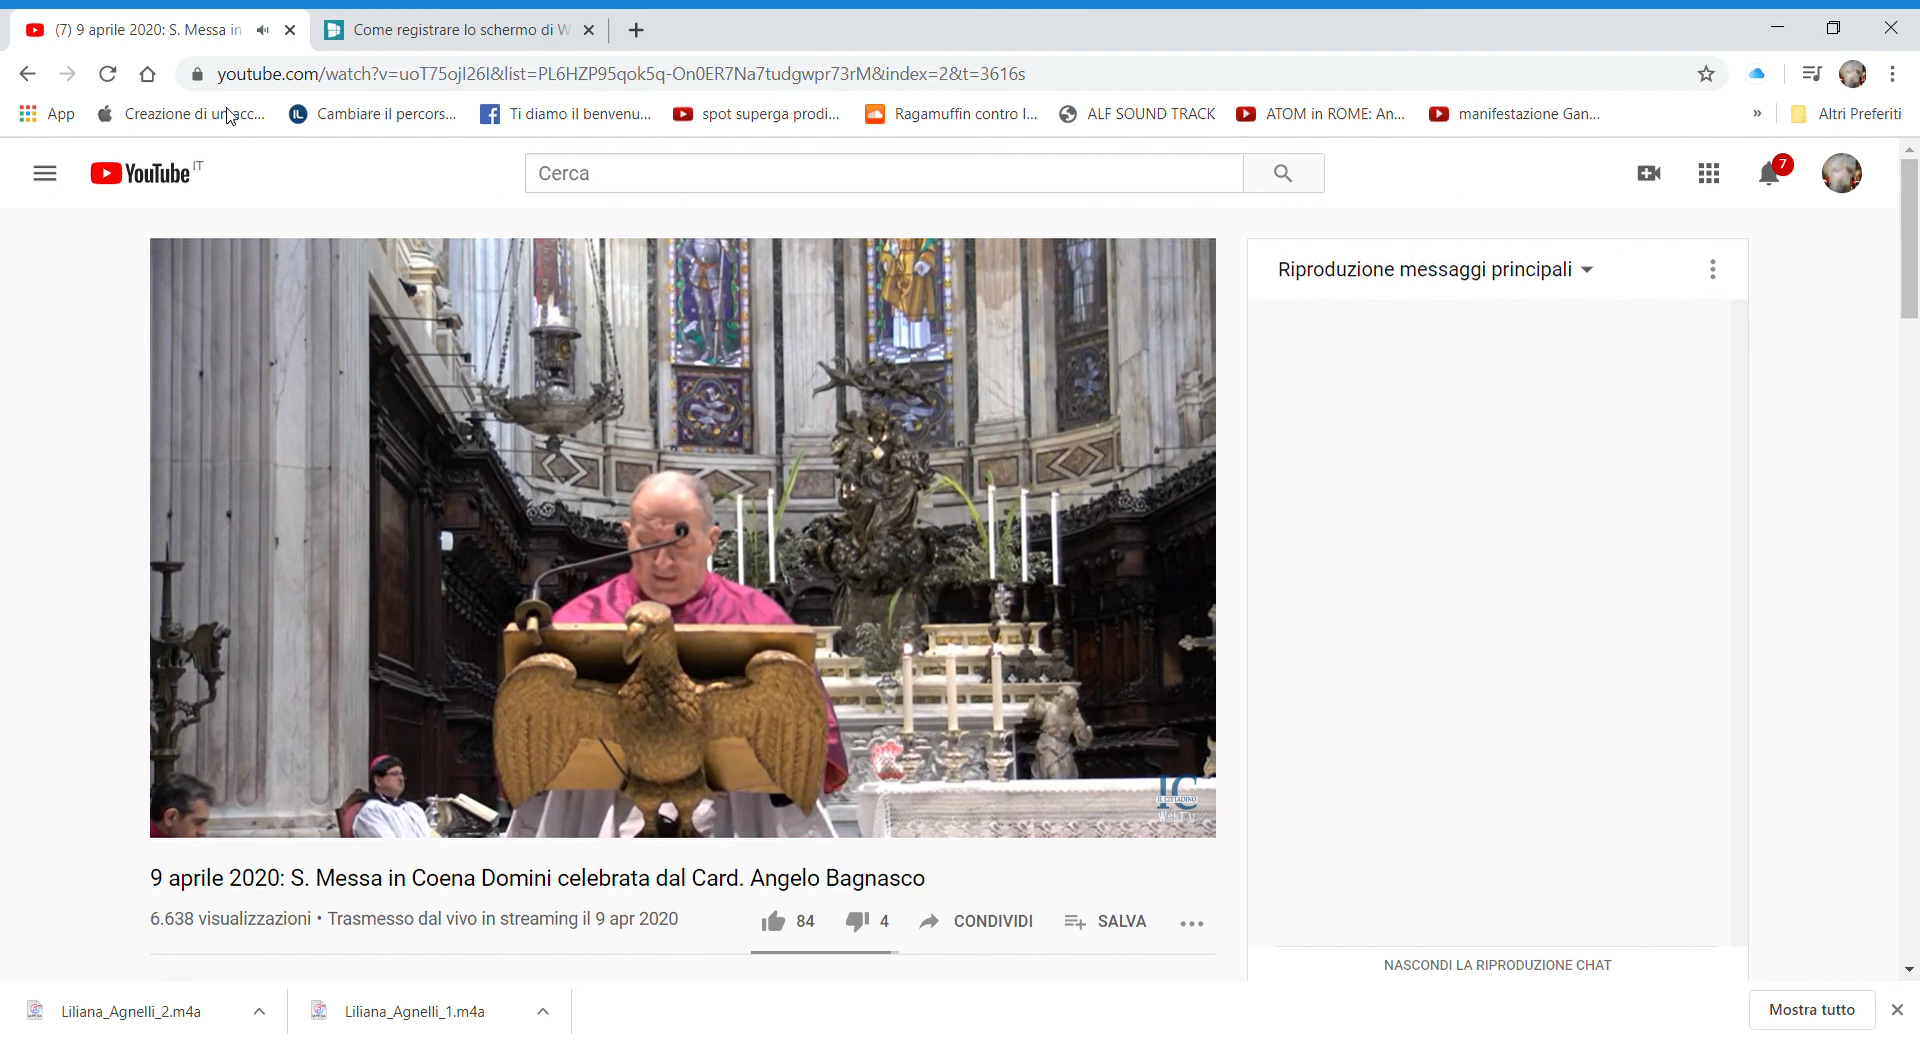 (7) 9 aprile 2020: S. Messa in
Come registrare lo schermo di W
youtube.com/watch?v=uoT75ojI26I&list=PL6HZP95qok5q-On0ER7Na7tudgwpr73rM&index=2&t=3616s
App
Creazione di un acc...
Cambiare il percors...
Ti diamo il benvenu...
spot superga prodi...
Ragamuffin contro l...
ALF SOUND TRACK
ATOM in ROME: An...
manifestazione Gan...
»
Altri Preferiti
YouTube IT
Cerca
7
Riproduzione messaggi principali
IC
IL CITTADINO
WebTV
9 aprile 2020: S. Messa in Coena Domini celebrata dal Card. Angelo Bagnasco
6.638 visualizzazioni • Trasmesso dal vivo in streaming il 9 apr 2020
84
4
CONDIVIDI
SALVA
NASCONDI LA RIPRODUZIONE CHAT
Liliana_Agnelli_2.m4a
Liliana_Agnelli_1.m4a
Mostra tutto